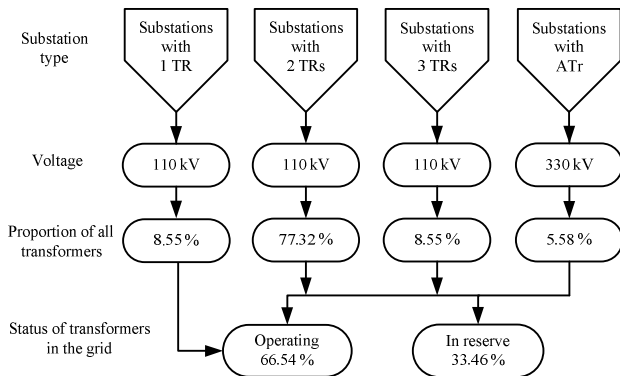 Substation
type
Substations
with
1 TR
Substations
with
2 TRs
Substations
with
3 TRs
Substations
with
ATr
Voltage
110 kV
110 kV
110 kV
330 kV
Proportion of all
transformers
8.55 %
77.32 %
8.55 %
5.58 %
Status of transformers
in the grid
Operating
66.54 %
In reserve
33.46 %